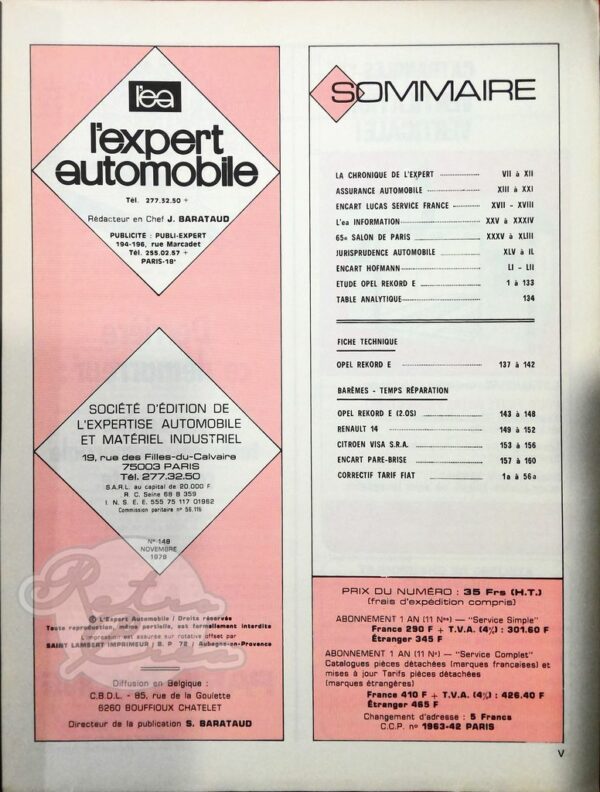 l'ea
l'expert
automobile
Tél. 277.32.50 +
Rédacteur en Chef J. BARATAUD
PUBLICITE : PUBLI-EXPERT
194-196, rue Marcadet
Tél. 255.02.57 +
PARIS-18e
SOCIÉTÉ D'ÉDITION DE
L'EXPERTISE AUTOMOBILE
ET MATÉRIEL INDUSTRIEL
19, rue des Filles-du-Calvaire
75003 PARIS
Tél. 277.32.50
S.A.R.L. au capital de 20.000 F
R. C. Seine 68 B 359
I. N. S. E. E. 555 75 117 01982
Commission paritaire n° 56.116
N° 149
NOVEMBRE
1978
Retro
© L'Expert Automobile / Droits réservés
Toute reproduction, même partielle, est formellement interdite
L'impression est assurée sur rotative offset par
SAINT LAMBERT IMPRIMEUR / B. P 72 / Aubagne-en-Provence
Diffusion en Belgique :
C.B.D.L. - 85, rue de la Goulette
6260 BOUFFIOUX CHATELET
Directeur de la publication S. BARATAUD
SOMMAIRE
LA CHRONIQUE DE L'EXPERT VII à XII
ASSURANCE AUTOMOBILE XIII à XXI
ENCART LUCAS SERVICE FRANCE XVII - XVIII
L'ea INFORMATION XXV à XXXIV
65e SALON DE PARIS XXXV à XLIII
JURISPRUDENCE AUTOMOBILE XLV à IL
ENCART HOFMANN LI - LII
ETUDE OPEL REKORD E 1 à 133
TABLE ANALYTIQUE 134
FICHE TECHNIQUE
OPEL REKORD E 137 à 142
BARÈMES - TEMPS RÉPARATION
OPEL REKORD E (2.0S) 143 à 148
RENAULT 14 149 à 152
CITROEN VISA S.R.A. 153 à 156
ENCART PARE-BRISE 157 à 160
CORRECTIF TARIF FIAT 1a à 56a
PRIX DU NUMÉRO : 35 Frs (H.T.)
(frais d'expédition compris)
ABONNEMENT 1 AN (11 Nos) — "Service Simple"
France 290 F + T.V.A. (4%) : 301.60 F
Étranger 345 F
ABONNEMENT 1 AN (11 N°) — "Service Complet"
Catalogues pièces détachées (marques francaises) et
mises à jour Tarifs pièces détachées
(marques étrangères)
France 410 F + T.V.A. (4%) : 426.40 F
Étranger 465 F
Changement d'adresse : 5 Francs
C.C.P. n° 1963-42 PARIS
V